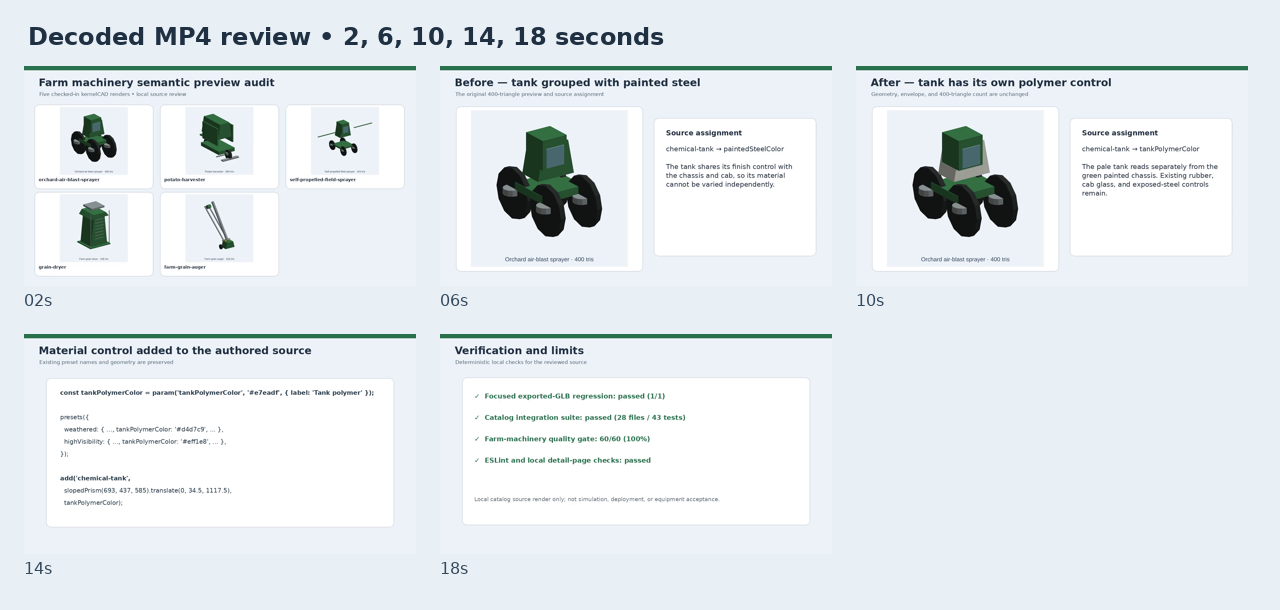 Decoded MP4 review • 2, 6, 10, 14, 18 seconds
Farm machinery semantic preview audit
Five checked-in kernelCAD renders • local source review
orchard-air-blast-sprayer
potato-harvester
self-propelled-field-sprayer
grain-dryer
farm-grain-auger
02s
Before — tank grouped with painted steel
The original 400-triangle preview and source assignment
Orchard air-blast sprayer · 400 tris
Source assignment
chemical-tank → paintedSteelColor
The tank shares its finish control with
the chassis and cab, so its material
cannot be varied independently.
06s
After — tank has its own polymer control
Geometry, envelope, and 400-triangle count are unchanged
Orchard air-blast sprayer · 400 tris
Source assignment
chemical-tank → tankPolymerColor
The pale tank reads separately from the
green painted chassis. Existing rubber,
cab glass, and exposed-steel controls
remain.
10s
Material control added to the authored source
Existing preset names and geometry are preserved
const tankPolymerColor = param('tankPolymerColor', '#e7eadf', { label: 'Tank polymer' });
presets({
weathered: { ..., tankPolymerColor: '#d4d7c9', ... },
highVisibility: { ..., tankPolymerColor: '#eff1e8', ... },
});
add('chemical-tank',
slopedPrism(693, 437, 585).translate(0, 34.5, 1117.5),
tankPolymerColor);
14s
Verification and limits
Deterministic local checks for the reviewed source
✓ Focused exported-GLB regression: passed (1/1)
✓ Catalog integration suite: passed (28 files / 43 tests)
✓ Farm-machinery quality gate: 60/60 (100%)
✓ ESLint and local detail-page checks: passed
Local catalog source render only; not simulation, deployment, or equipment acceptance.
18s